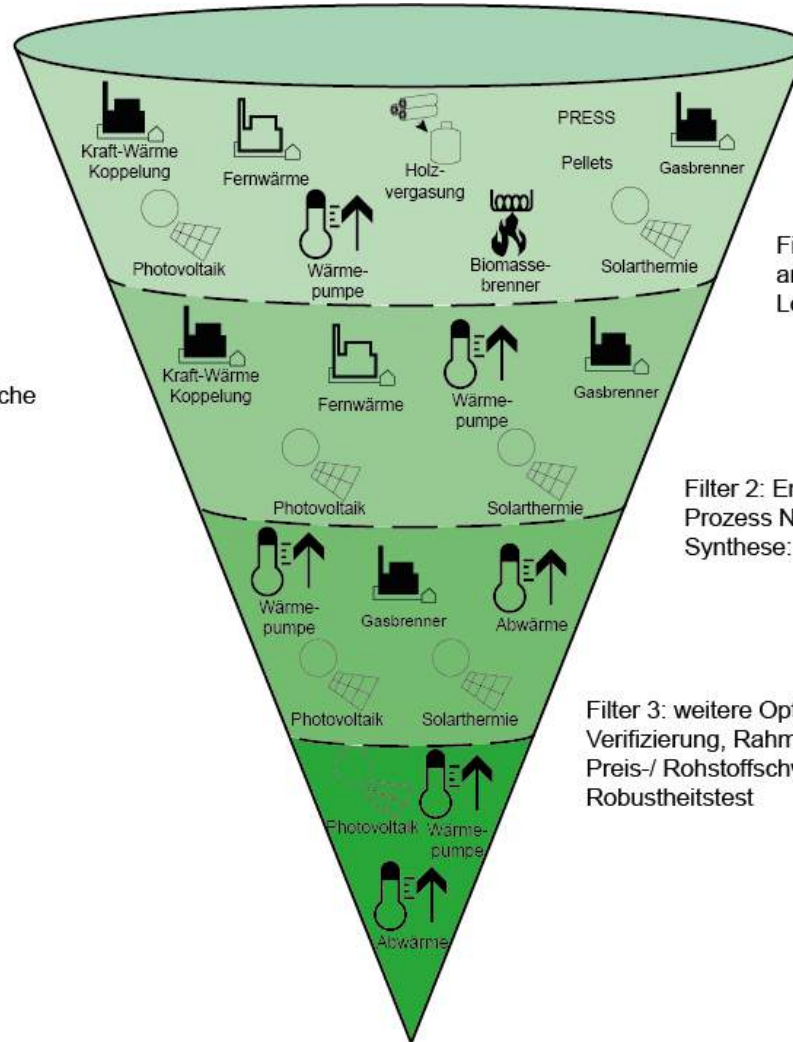 Kraft-Wärme
Koppelung
Fernwärme
Holz-
vergasung
PRESS
Pellets
Gasbrenner
Photovoltaik
Wärme-
pumpe
Biomasse-
brenner
Solarthermie
Kraft-Wärme
Koppelung
Fernwärme
Wärme-
pumpe
Gasbrenner
Photovoltaik
Solarthermie
Filter 2:
Prozess
Synthese:
Wärme-
pumpe
Gasbrenner
Abwärme
Photovoltaik
Solarthermie
Filter 3: weitere
Verifizierung,
Preis-/
Robustheitstest
Photovoltaik
Wärme-
pumpe
Abwärme